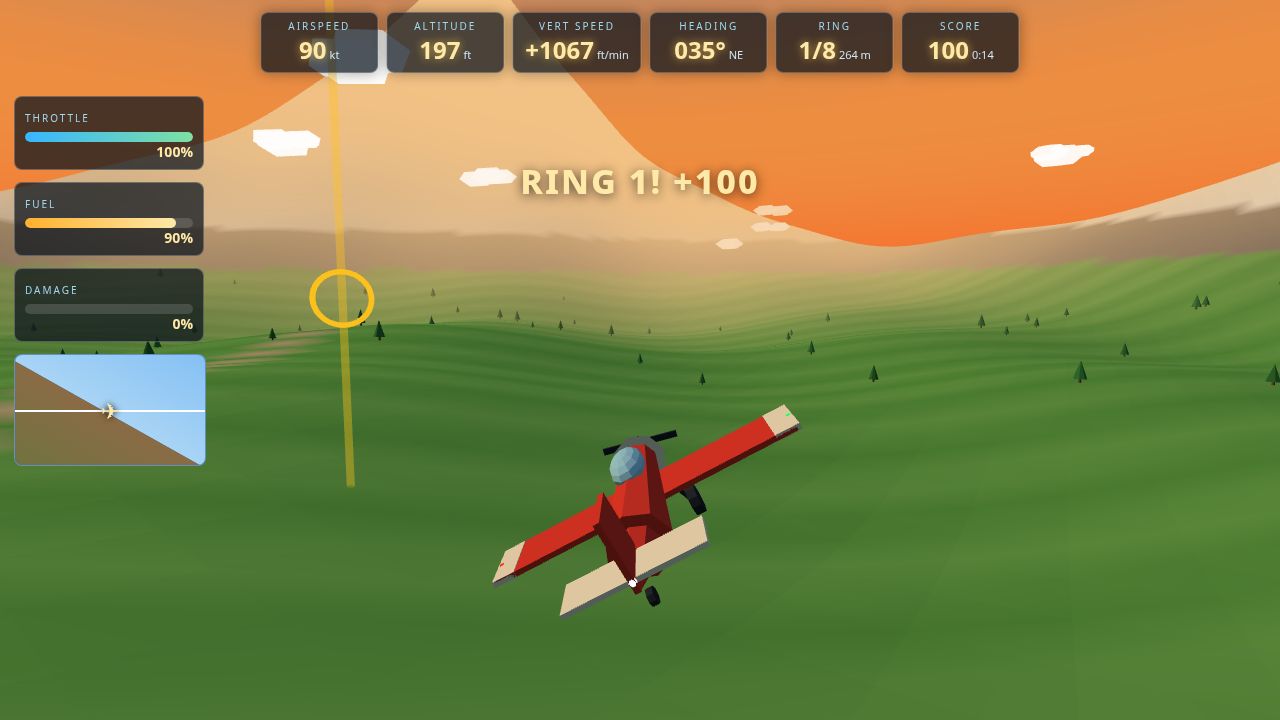 AIRSPEED
90 kt
ALTITUDE
197 ft
VERT SPEED
+1067 ft/min
HEADING
035° NE
RING
1/8 264 m
SCORE
100 0:14
THROTTLE
100%
FUEL
90%
DAMAGE
0%
RING 1! +100